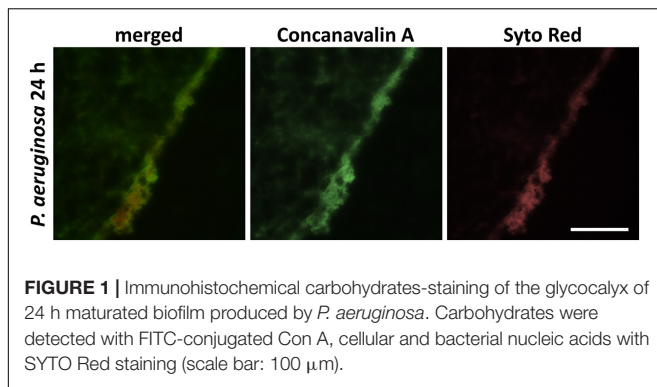 merged Concanavalin A Syto Red
P. aeruginosa 24 h
FIGURE 1 | Immunohistochemical carbohydrates-staining of the glycocalyx of
24 h maturated biofilm produced by P. aeruginosa. Carbohydrates were
detected with FITC-conjugated Con A, cellular and bacterial nucleic acids with
SYTO Red staining (scale bar: 100 μm).